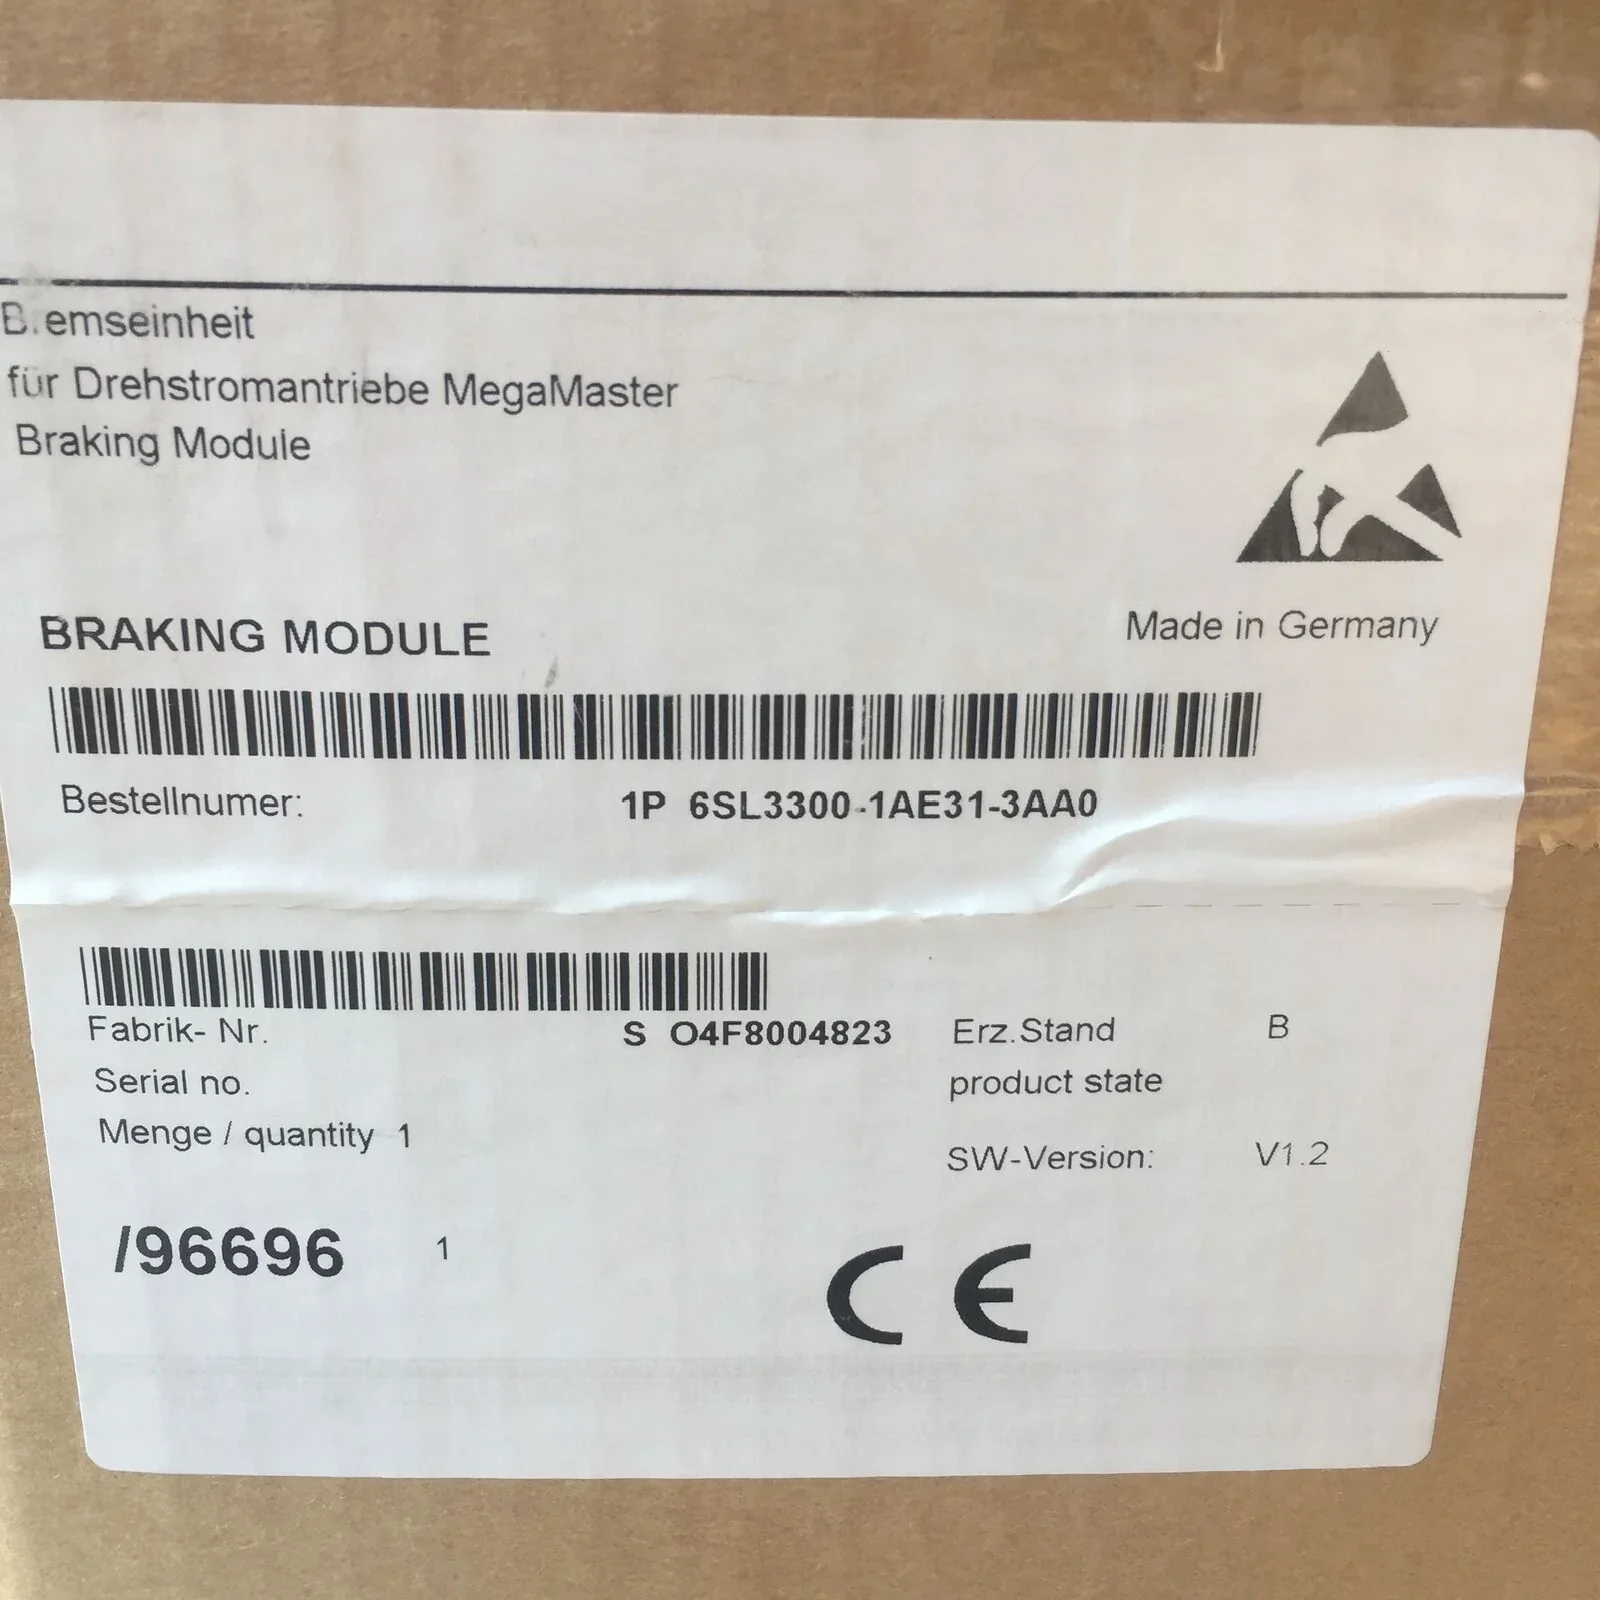 Bremseinheit
für Drehstromantriebe MegaMaster
Braking Module
BRAKING MODULE
Made in Germany
Bestellnumer: 1P 6SL3300-1AE31-3AA0
Fabrik- Nr. S O4F8004823 Erz.Stand B
Serial no. product state
Menge / quantity 1
SW-Version: V1.2
/96696 1
CE